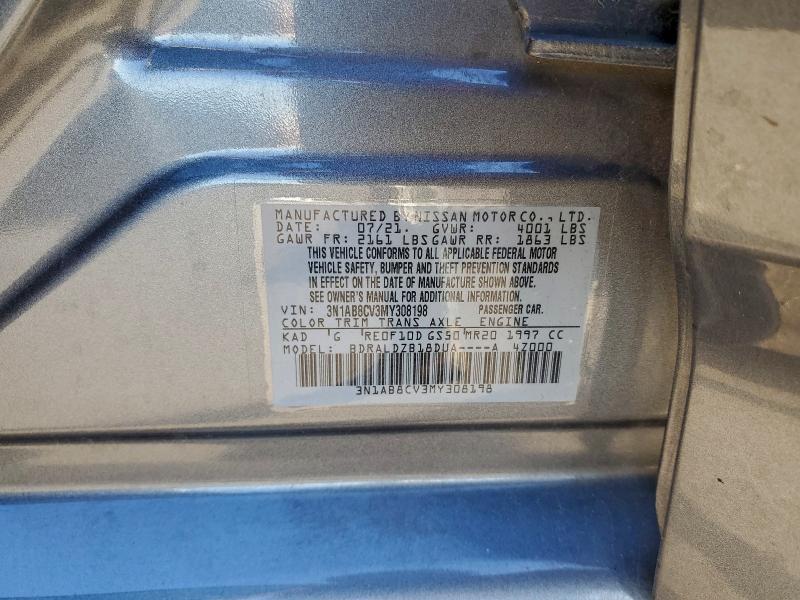 MANUFACTURED BY NISSAN MOTOR CO., LTD.
DATE: 07/21. GVWR: 4001 LBS
GAWR FR: 2161 LBS GAWR RR: 1863 LBS
THIS VEHICLE CONFORMS TO ALL APPLICABLE FEDERAL MOTOR
VEHICLE SAFETY, BUMPER AND THEFT PREVENTION STANDARDS
IN EFFECT ON THE DATE OF MANUFACTURE SHOWN ABOVE.
SEE OWNER'S MANUAL FOR ADDITIONAL INFORMATION.
VIN: 3N1AB8CV3MY308198 PASSENGER CAR.
COLOR TRIM TRANS AXLE ENGINE
KAD G RE0F10D GS50 MR20 1997 CC
MODEL: BDRALDZB18DUA----A 47000
3N1AB8CV3MY308198